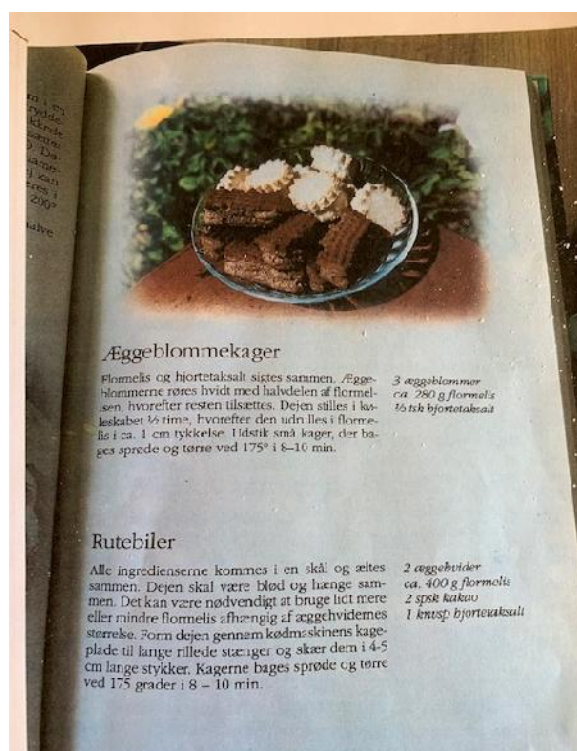 200°
halve
Æggeblommekager
Flormelis og hjortetaksalt sigtes sammen. Ægge-
blommerne røres hvidt med halvdelen af flormel-
isen, hvorefter resten tilsættes. Dejen stilles i kø-
leskabet ½ time, hvorefter den udrulles i florme-
lis i ca. 1 cm tykkelse. Udstik små kager, der ba-
ges sprøde og tørre ved 175° i 8–10 min.
3 æggeblommer
ca. 280 g flormelis
½ tsk hjortetaksalt
Rutebiler
Alle ingredienserne kommes i en skål og æltes
sammen. Dejen skal være blød og hænge sam-
men. Det kan være nødvendigt at bruge lidt mere
eller mindre flormelis afhængig af æggehvidernes
størrelse. Form dejen gennem kødmaskinens kage-
plade til lange rillede stænger og skær dem i 4-5
cm lange stykker. Kagerne bages sprøde og tørre
ved 175 grader i 8 – 10 min.
2 æggehvider
ca. 400 g flormelis
2 spsk kakao
1 knivsp hjortetaksalt